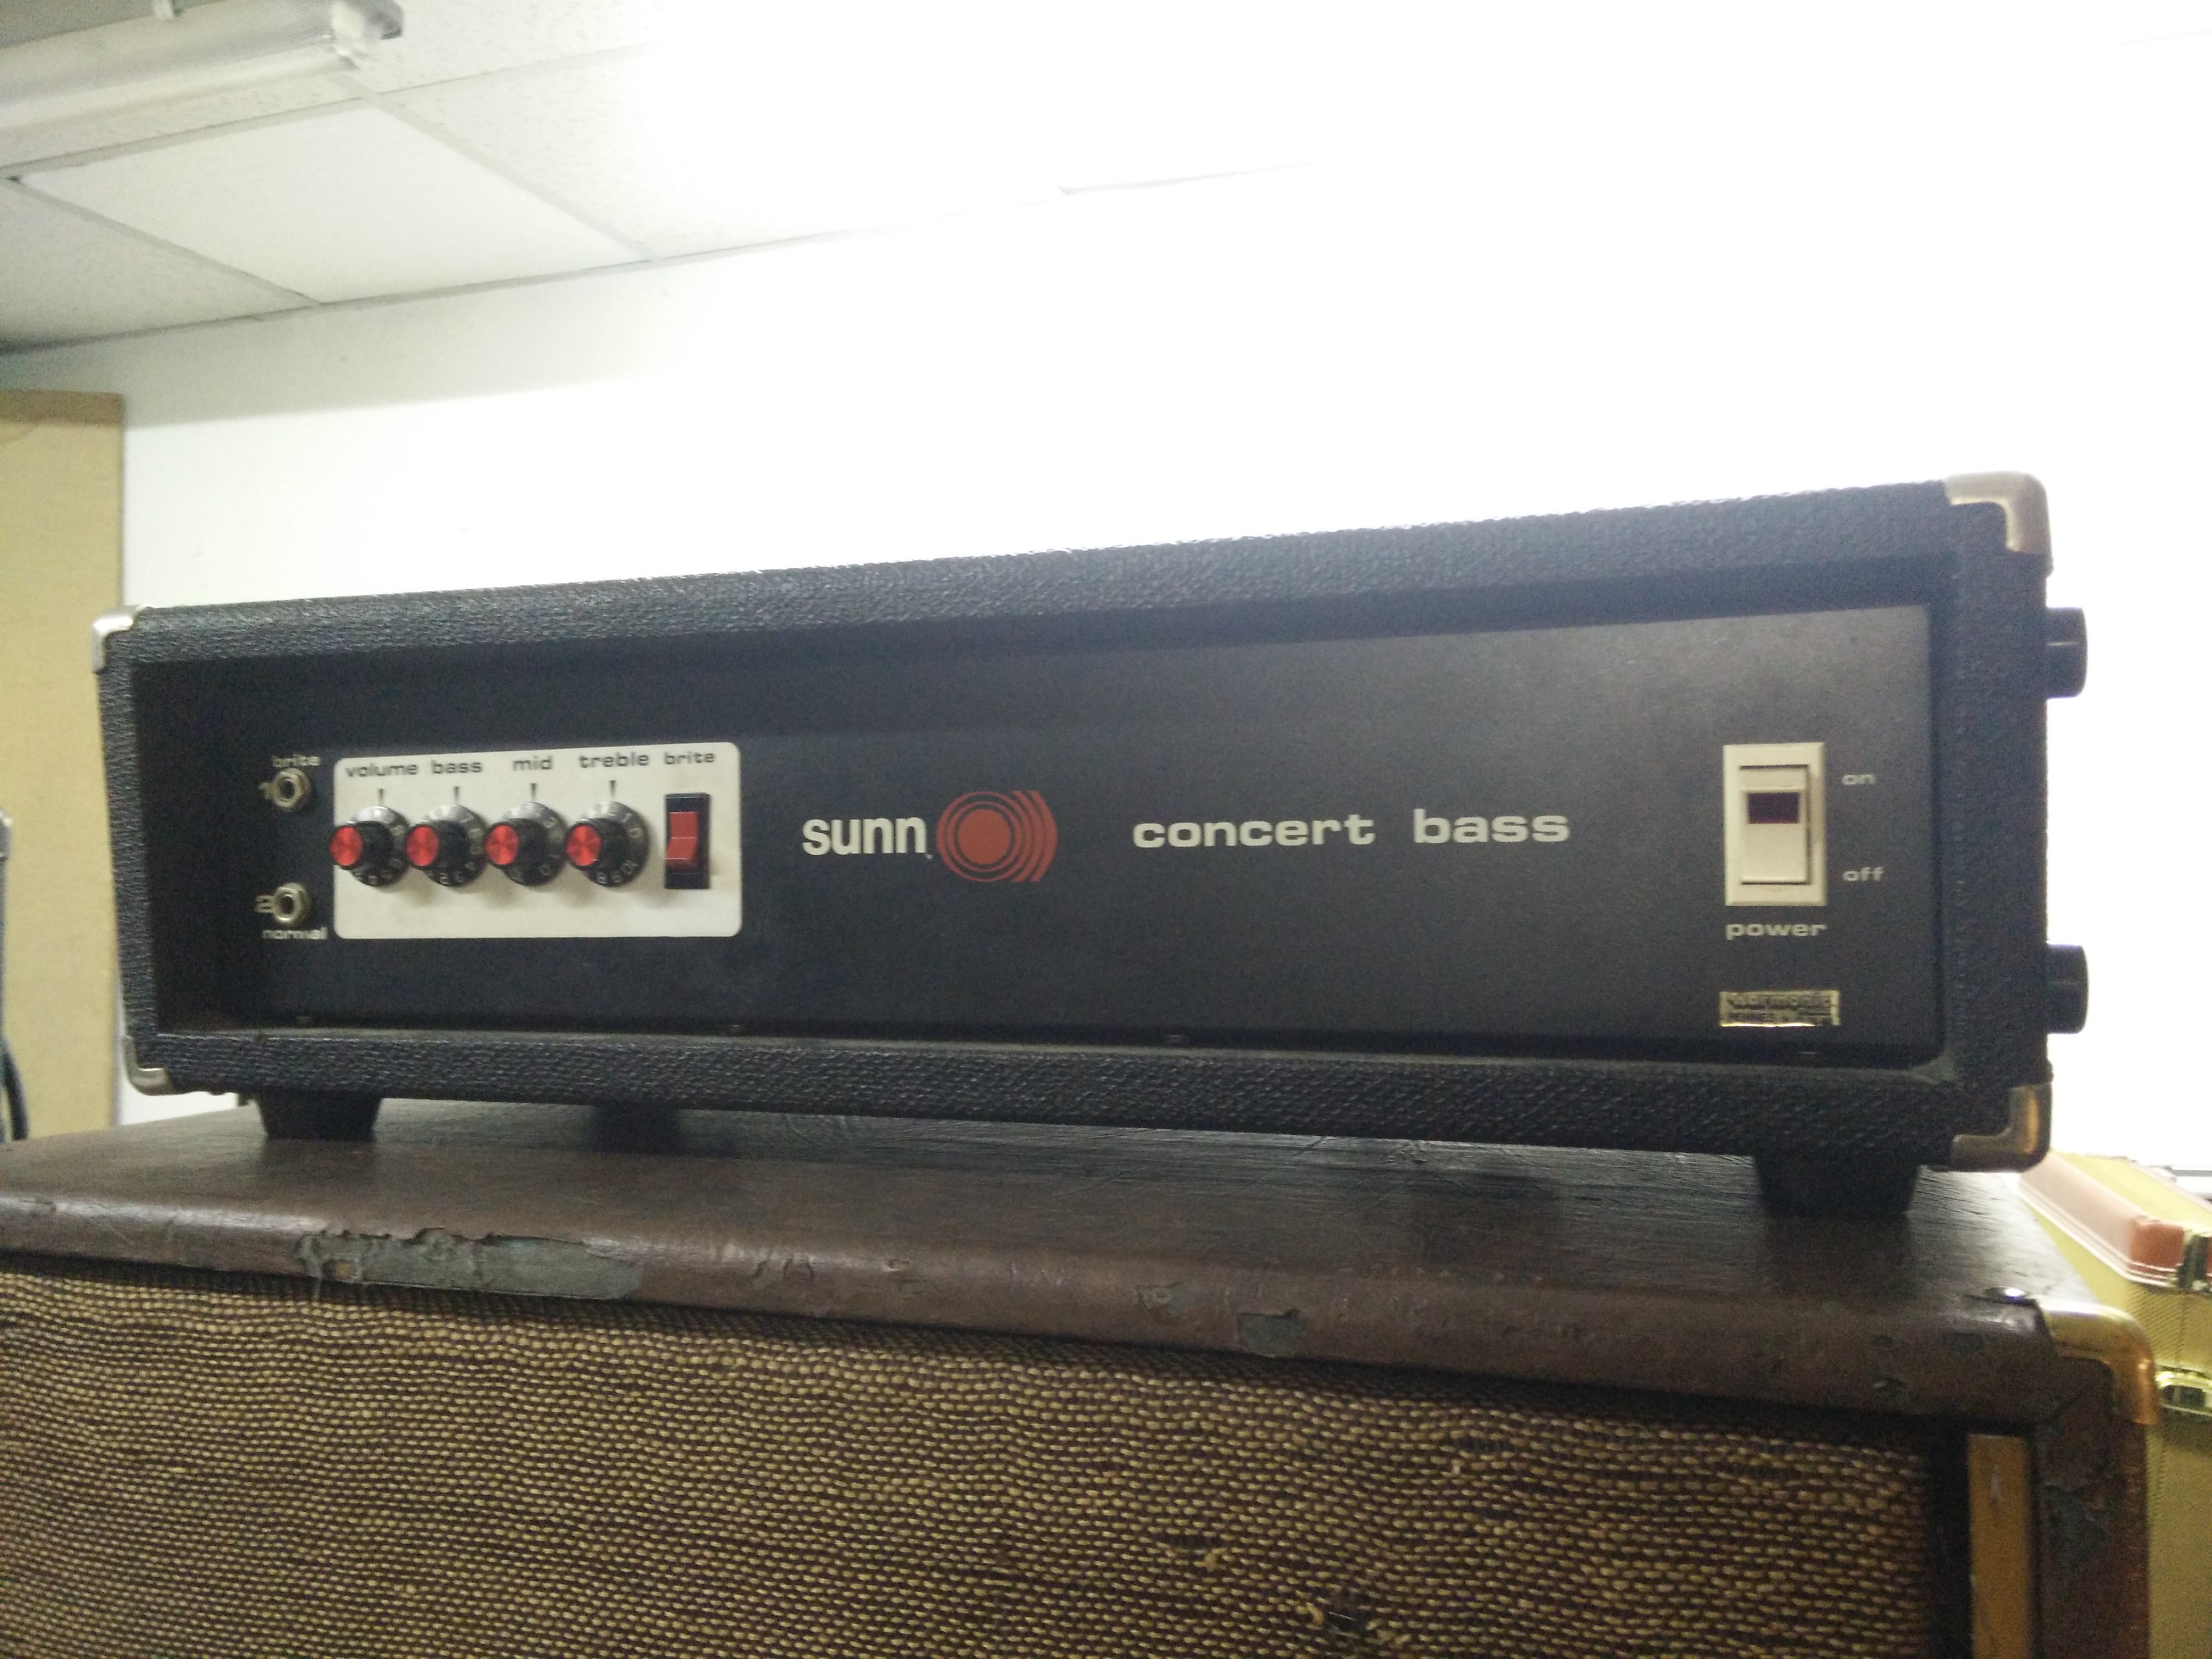 brite
1
volume bass mid treble brite
2
normal
sunn
concert bass
on
off
power